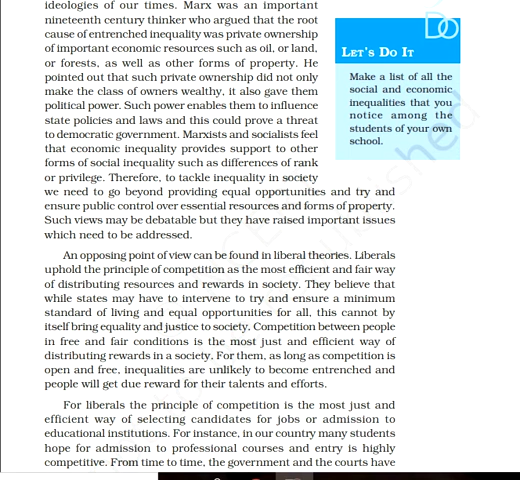 ideologies of our times. Marx was an important
nineteenth century thinker who argued that the root
cause of entrenched inequality was private ownership
of important economic resources such as oil, or land,
or forests, as well as other forms of property. He
pointed out that such private ownership did not only
make the class of owners wealthy, it also gave them
political power. Such power enables them to influence
state policies and laws and this could prove a threat
to democratic government. Marxists and socialists feel
that economic inequality provides support to other
forms of social inequality such as differences of rank
or privilege. Therefore, to tackle inequality in society
we need to go beyond providing equal opportunities and try and
ensure public control over essential resources and forms of property.
Such views may be debatable but they have raised important issues
which need to be addressed.
Do
LET'S DO IT
Make a list of all the
social and economic
inequalities that you
notice among the
students of your own
school.
An opposing point of view can be found in liberal theories. Liberals
uphold the principle of competition as the most efficient and fair way
of distributing resources and rewards in society. They believe that
while states may have to intervene to try and ensure a minimum
standard of living and equal opportunities for all, this cannot by
itself bring equality and justice to society. Competition between people
in free and fair conditions is the most just and efficient way of
distributing rewards in a society. For them, as long as competition is
open and free, inequalities are unlikely to become entrenched and
people will get due reward for their talents and efforts.
For liberals the principle of competition is the most just and
efficient way of selecting candidates for jobs or admission to
educational institutions. For instance, in our country many students
hope for admission to professional courses and entry is highly
competitive. From time to time, the government and the courts have